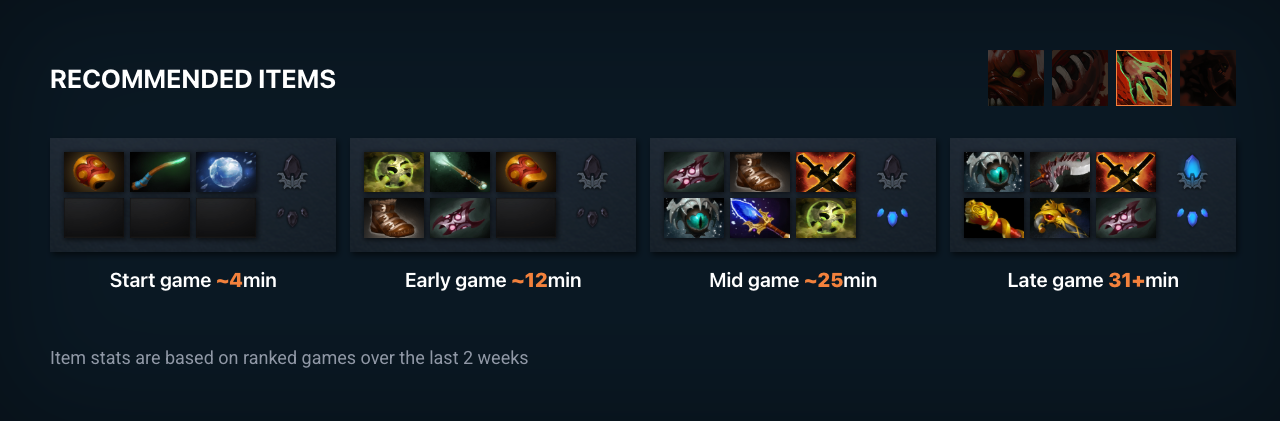 RECOMMENDED ITEMS
Start game ~4min
Early game ~12min
Mid game ~25min
Late game 31+min
Item stats are based on ranked games over the last 2 weeks